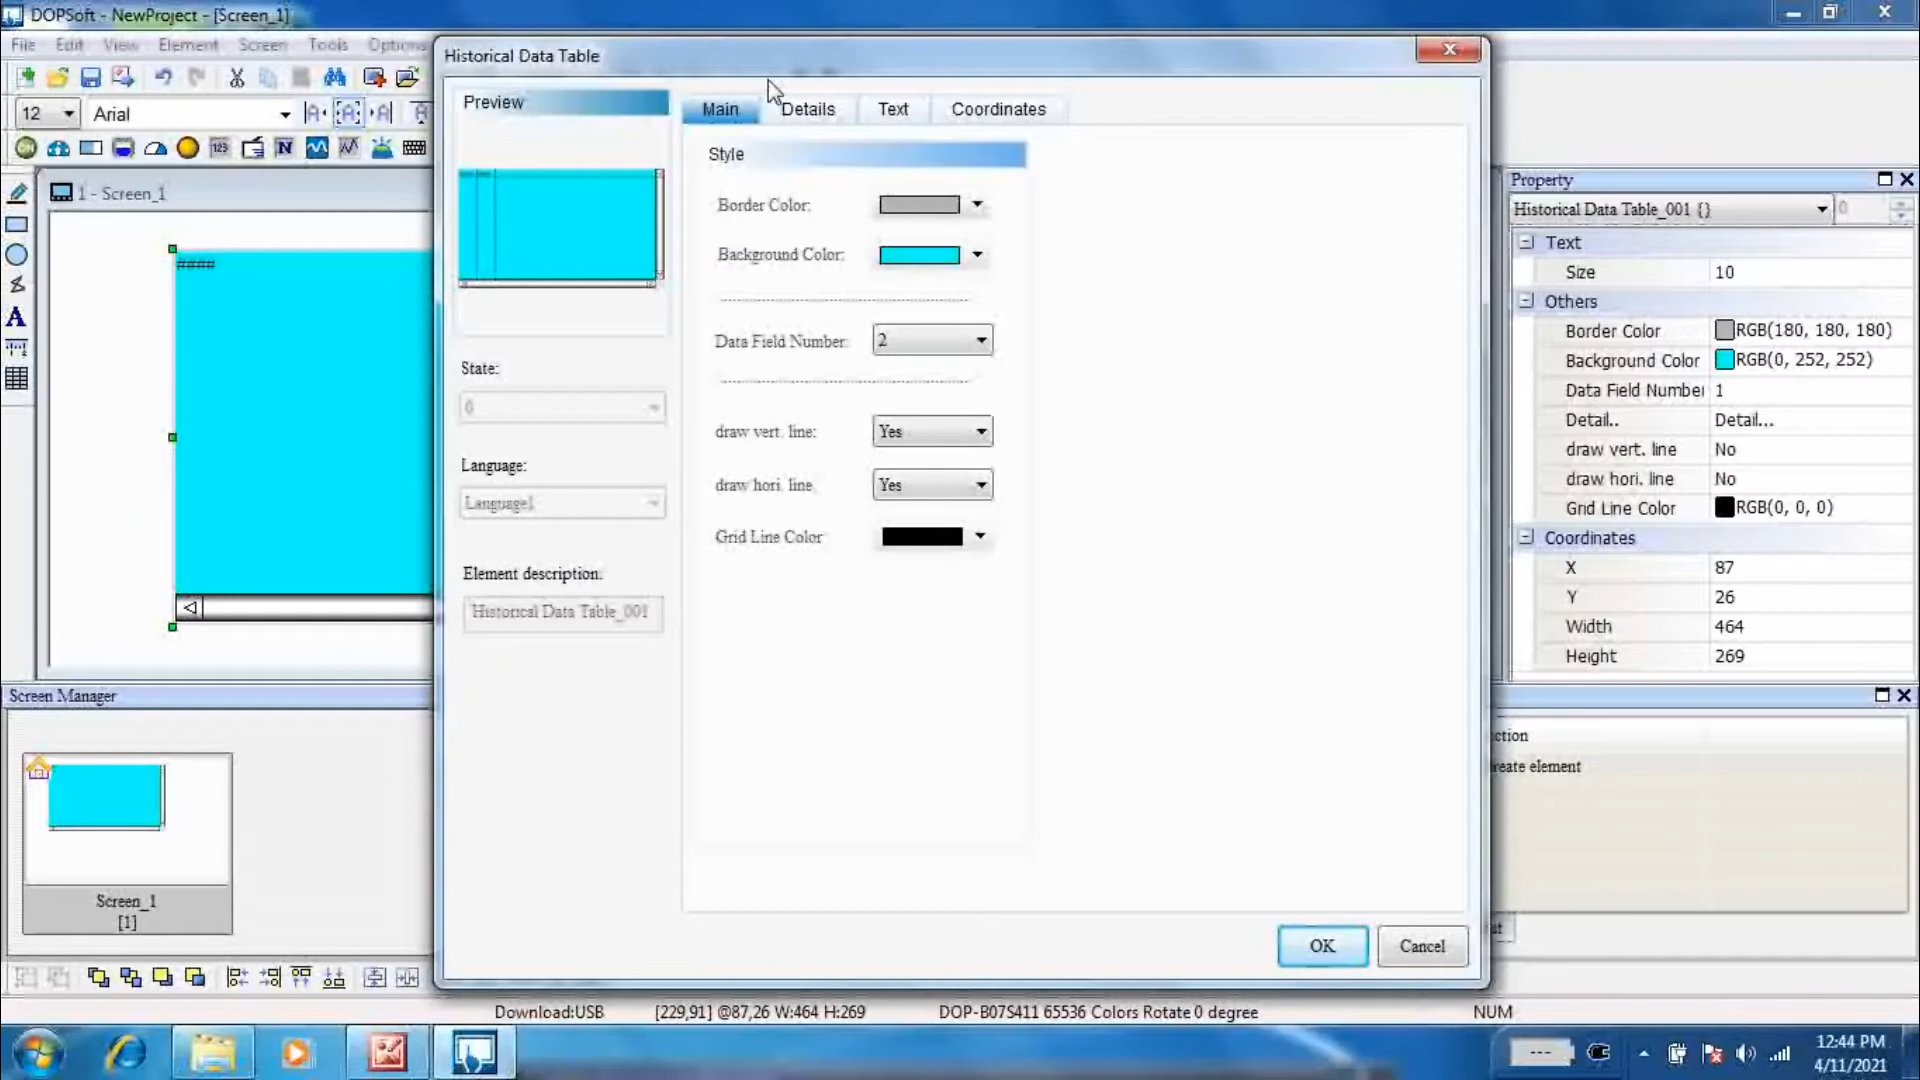 DOPSoft - NewProject - [Screen_1]
File Edit View Element Screen Tools Options
12 Arial
1 - Screen_1
####
Historical Data Table
Preview
State:
0
Language:
Language1
Element description:
Historical Data Table_001
Main Details Text Coordinates
Style
Border Color:
Background Color:
Data Field Number: 2
draw vert. line: Yes
draw hori. line Yes
Grid Line Color
OK Cancel
Property
Historical Data Table_001 {} 0
Text
Size 10
Others
Border Color RGB(180, 180, 180)
Background Color RGB(0, 252, 252)
Data Field Number 1
Detail.. Detail...
draw vert. line No
draw hori. line No
Grid Line Color RGB(0, 0, 0)
Coordinates
X 87
Y 26
Width 464
Height 269
Screen Manager
Screen_1
[1]
ction
reate element
Download:USB [229,91] @87,26 W:464 H:269 DOP-B07S411 65536 Colors Rotate 0 degree NUM
12:44 PM
4/11/2021